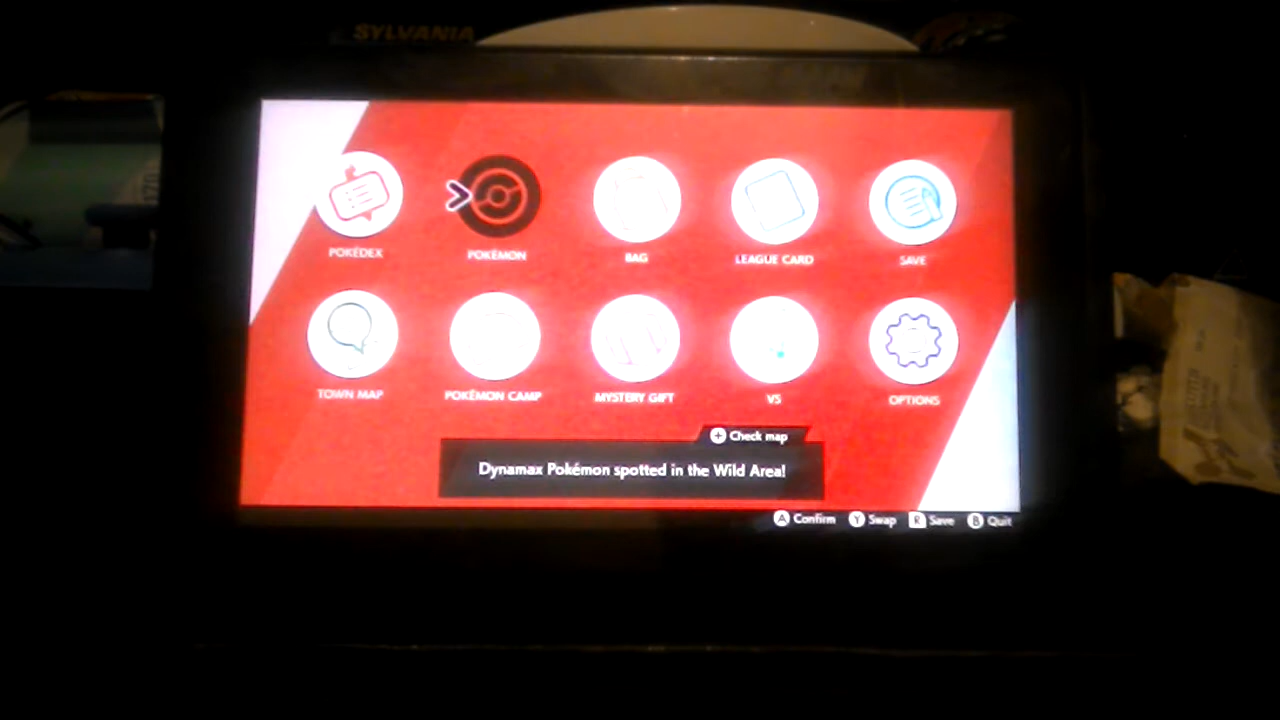 SYLVANIA
POKÉDEX
POKÉMON
BAG
LEAGUE CARD
SAVE
TOWN MAP
POKÉMON CAMP
MYSTERY GIFT
VS
OPTIONS
+ Check map
Dynamax Pokémon spotted in the Wild Area!
A Confirm Y Swap R Save B Quit